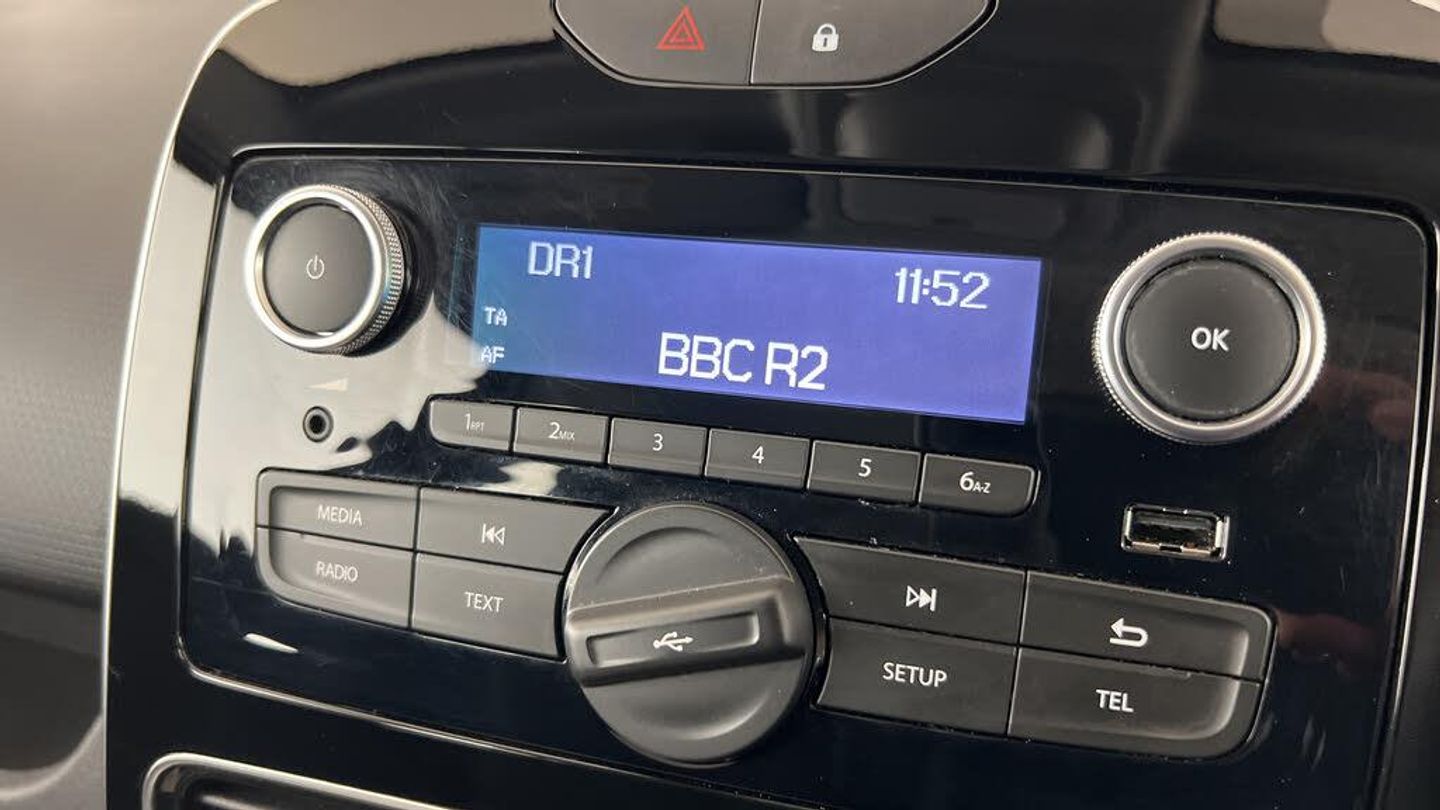 DR1
11:52
TA
AF
BBC R2
OK
1RPT
2MIX
3
4
5
6A-Z
MEDIA
RADIO
TEXT
SETUP
TEL